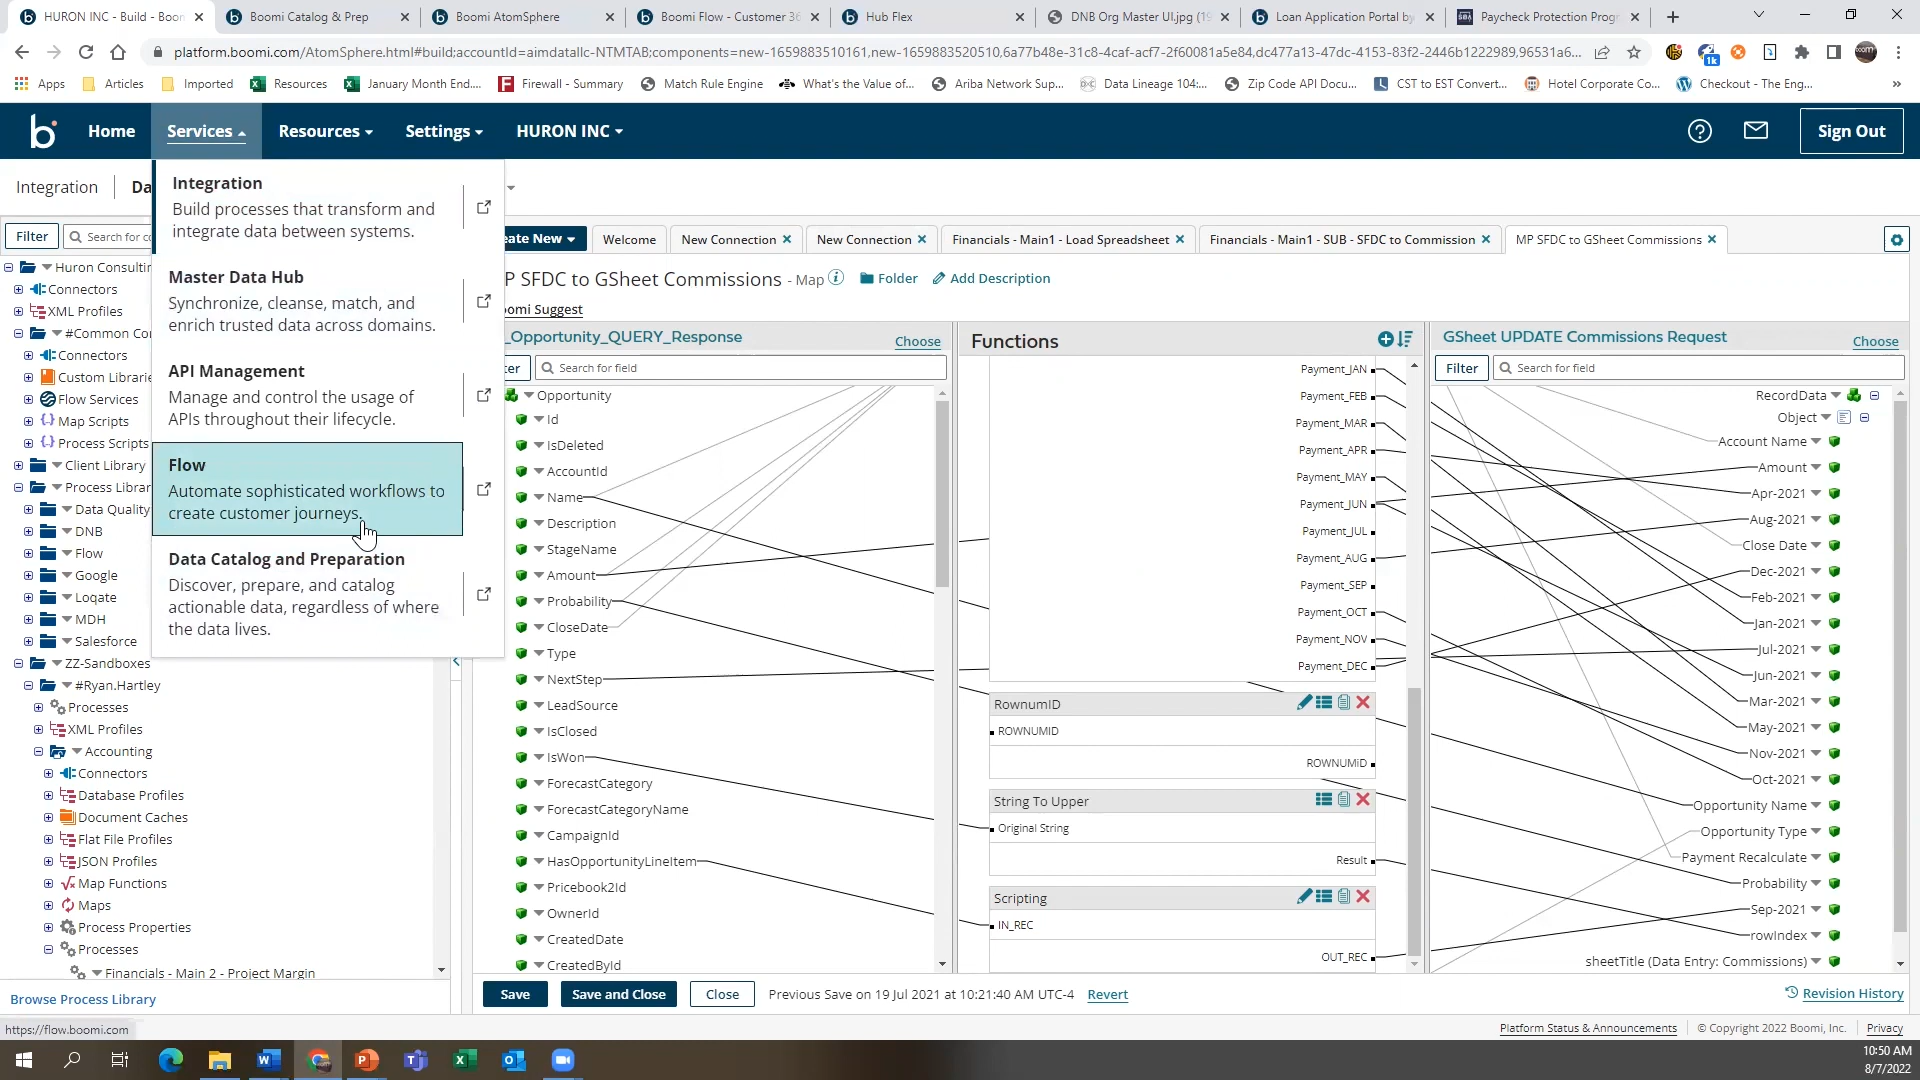 HURON INC - Build - Boom
Boomi Catalog & Prep
Boomi AtomSphere
Boomi Flow - Customer 36
Hub Flex
DNB Org Master UI.jpg (19
Loan Application Portal by
Paycheck Protection Prog
platform.boomi.com/AtomSphere.html#build;accountId=aimdatallc-NTMTAB;components=new-1659883510161,new-1659883520510,6a77b48e-31c8-4caf-acf7-2f60081a5e84,dc477a13-47dc-4153-83f2-2446b1222989,96531a6...
1k
Apps
Articles
Imported
Resources
January Month End....
Firewall - Summary
Match Rule Engine
What's the Value of...
Ariba Network Sup...
Data Lineage 104:...
Zip Code API Docu...
CST to EST Convert...
Hotel Corporate Co...
Checkout - The Eng...
Home
Services
Resources
Settings
HURON INC
Sign Out
Integration
Da
Integration
Build processes that transform and
integrate data between systems.
Master Data Hub
Synchronize, cleanse, match, and
enrich trusted data across domains.
API Management
Manage and control the usage of
APIs throughout their lifecycle.
Flow
Automate sophisticated workflows to
create customer journeys.
Data Catalog and Preparation
Discover, prepare, and catalog
actionable data, regardless of where
the data lives.
Filter
Search for co
Huron Consultin
Connectors
XML Profiles
#Common Co
Connectors
Custom Librarie
Flow Services
Map Scripts
Process Scripts
Client Library
Process Librar
Data Quality
DNB
Flow
Google
Loqate
MDH
Salesforce
ZZ-Sandboxes
#Ryan.Hartley
Processes
XML Profiles
Accounting
Connectors
Database Profiles
Document Caches
Flat File Profiles
JSON Profiles
Map Functions
Maps
Process Properties
Processes
Financials - Main 2 - Project Margin
Browse Process Library
https://flow.boomi.com
eate New
Welcome
New Connection
New Connection
Financials - Main1 - Load Spreadsheet
Financials - Main1 - SUB - SFDC to Commission
MP SFDC to GSheet Commissions
P SFDC to GSheet Commissions - Map
Folder
Add Description
oomi Suggest
_Opportunity_QUERY_Response
Choose
ter
Search for field
Opportunity
Id
IsDeleted
AccountId
Name
Description
StageName
Amount
Probability
CloseDate
Type
NextStep
LeadSource
IsClosed
IsWon
ForecastCategory
ForecastCategoryName
CampaignId
HasOpportunityLineItem
Pricebook2Id
OwnerId
CreatedDate
CreatedById
Functions
Payment_JAN
Payment_FEB
Payment_MAR
Payment_APR
Payment_MAY
Payment_JUN
Payment_JUL
Payment_AUG
Payment_SEP
Payment_OCT
Payment_NOV
Payment_DEC
RownumID
ROWNUMID
ROWNUMID
String To Upper
Original String
Result
Scripting
IN_REC
OUT_REC
GSheet UPDATE Commissions Request
Choose
Filter
Search for field
RecordData
Object
Account Name
Amount
Apr-2021
Aug-2021
Close Date
Dec-2021
Feb-2021
Jan-2021
Jul-2021
Jun-2021
Mar-2021
May-2021
Nov-2021
Oct-2021
Opportunity Name
Opportunity Type
Payment Recalculate
Probability
Sep-2021
rowIndex
sheetTitle (Data Entry: Commissions)
Save
Save and Close
Close
Previous Save on 19 Jul 2021 at 10:21:40 AM UTC-4
Revert
Revision History
Platform Status & Announcements
© Copyright 2022 Boomi, Inc.
Privacy
10:50 AM
8/7/2022